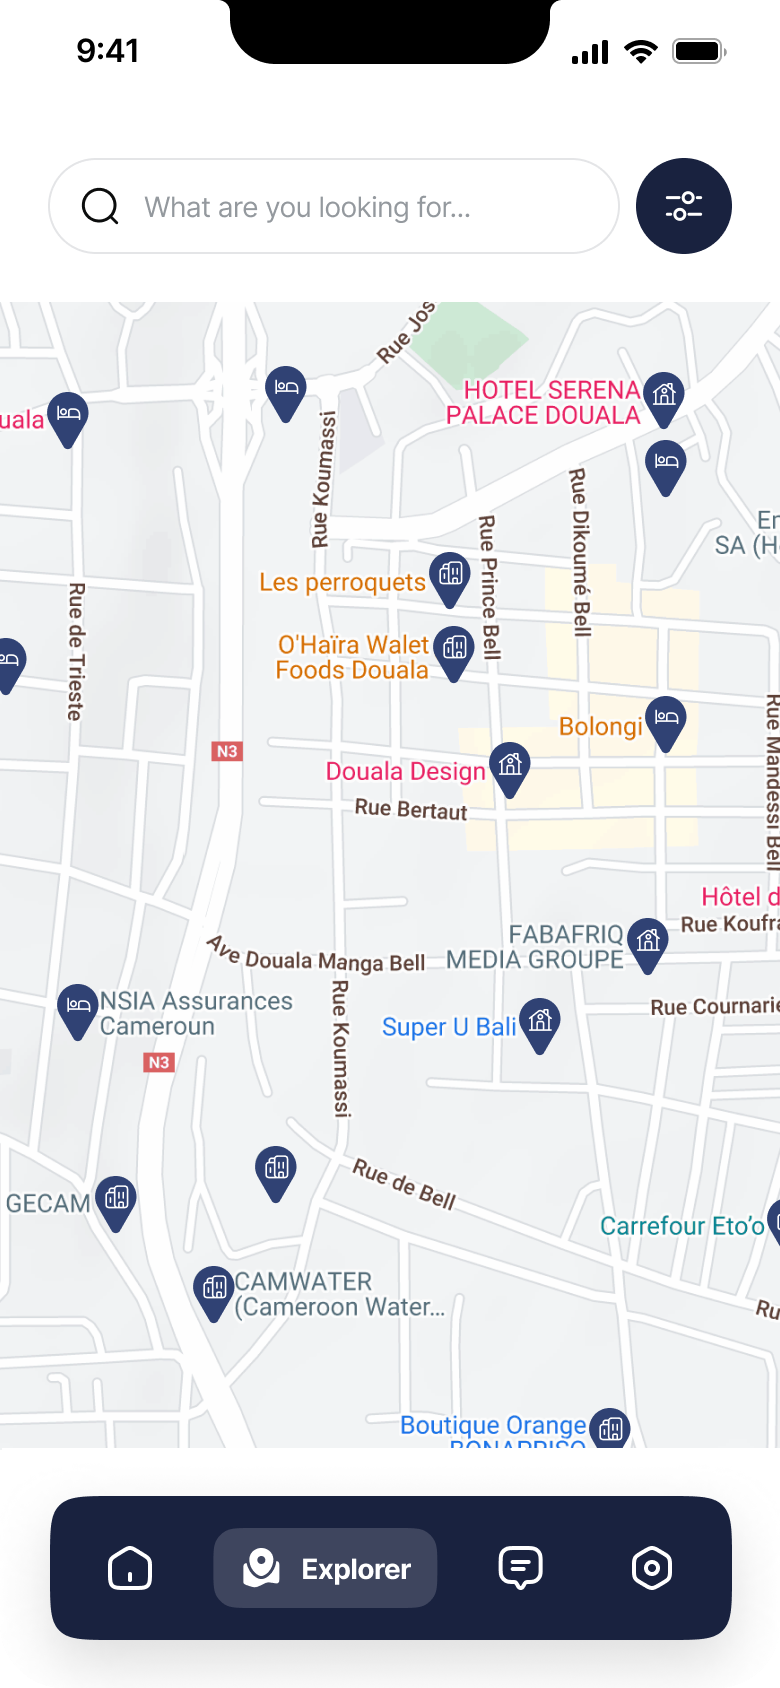 9:41
What are you looking for...
Rue Jos
HOTEL SERENA
PALACE DOUALA
uala
Rue Koumassi
Rue Dikoumé Bell
Rue Prince Bell
En
SA (H
Les perroquets
Rue de Trieste
O'Haïra Walet
Foods Douala
Bolongi
Rue Mandessi Bell
N3
Douala Design
Rue Bertaut
Hôtel d
Rue Koufra
FABAFRIQ
MEDIA GROUPE
Ave Douala Manga Bell
NSIA Assurances
Cameroun
Rue Koumassi
Super U Bali
Rue Cournarie
N3
Rue de Bell
GECAM
Carrefour Eto’o
CAMWATER
(Cameroon Water...
Ru
Boutique Orange
BONAPRISO
Explorer